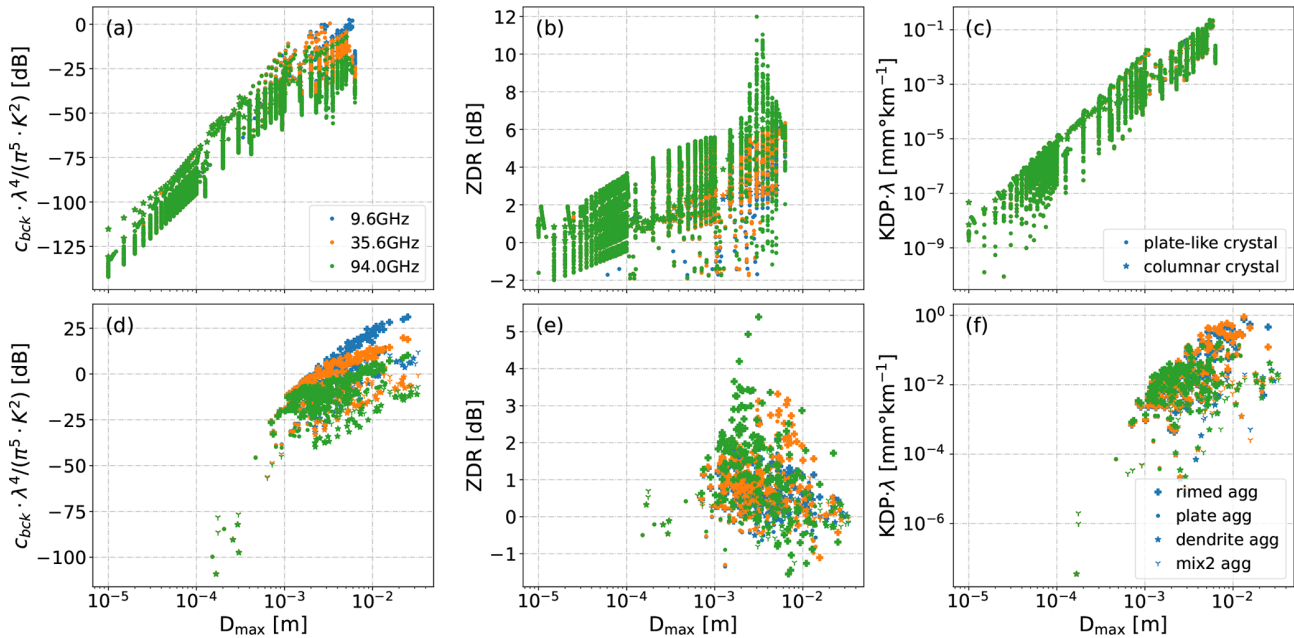 (a)
0
−25
−50
−75
−100
−125
c_bck · λ⁴/(π⁵ · K²) [dB]
9.6GHz
35.6GHz
94.0GHz
(b)
12
10
8
6
4
2
0
−2
ZDR [dB]
(c)
10⁻¹
10⁻³
10⁻⁵
10⁻⁷
10⁻⁹
KDP·λ [mm°km⁻¹]
plate-like crystal
columnar crystal
(d)
25
0
−25
−50
−75
−100
c_bck · λ⁴/(π⁵ · K²) [dB]
10⁻⁵ 10⁻⁴ 10⁻³ 10⁻²
D_max [m]
(e)
5
4
3
2
1
0
−1
ZDR [dB]
10⁻⁵ 10⁻⁴ 10⁻³ 10⁻²
D_max [m]
(f)
10⁰
10⁻²
10⁻⁴
10⁻⁶
KDP·λ [mm°km⁻¹]
rimed agg
plate agg
dendrite agg
mix2 agg
10⁻⁵ 10⁻⁴ 10⁻³ 10⁻²
D_max [m]